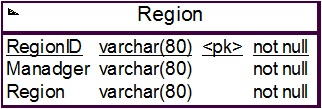 Region
RegionID varchar(80) <pk> not null
Manadger varchar(80) not null
Region varchar(80) not null